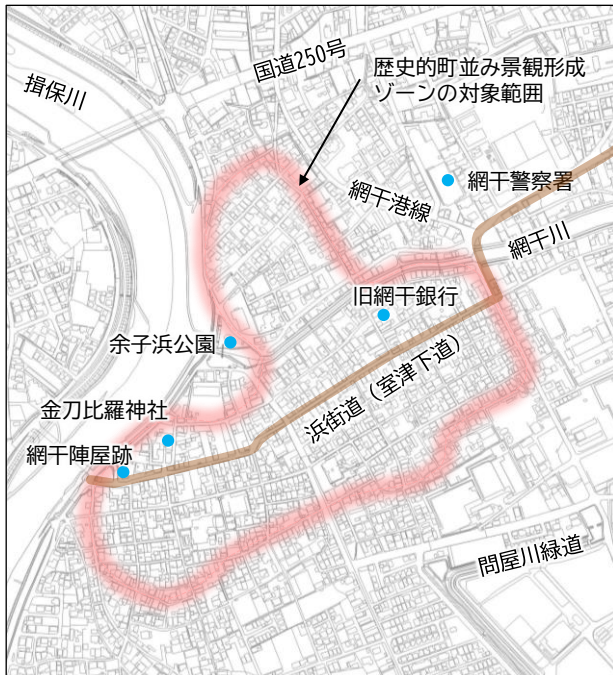 国道250号
揖保川
歴史的町並み景観形成
ゾーンの対象範囲
網干警察署
網干港線
網干川
旧網干銀行
余子浜公園
浜街道（室津下道）
金刀比羅神社
網干陣屋跡
問屋川緑道